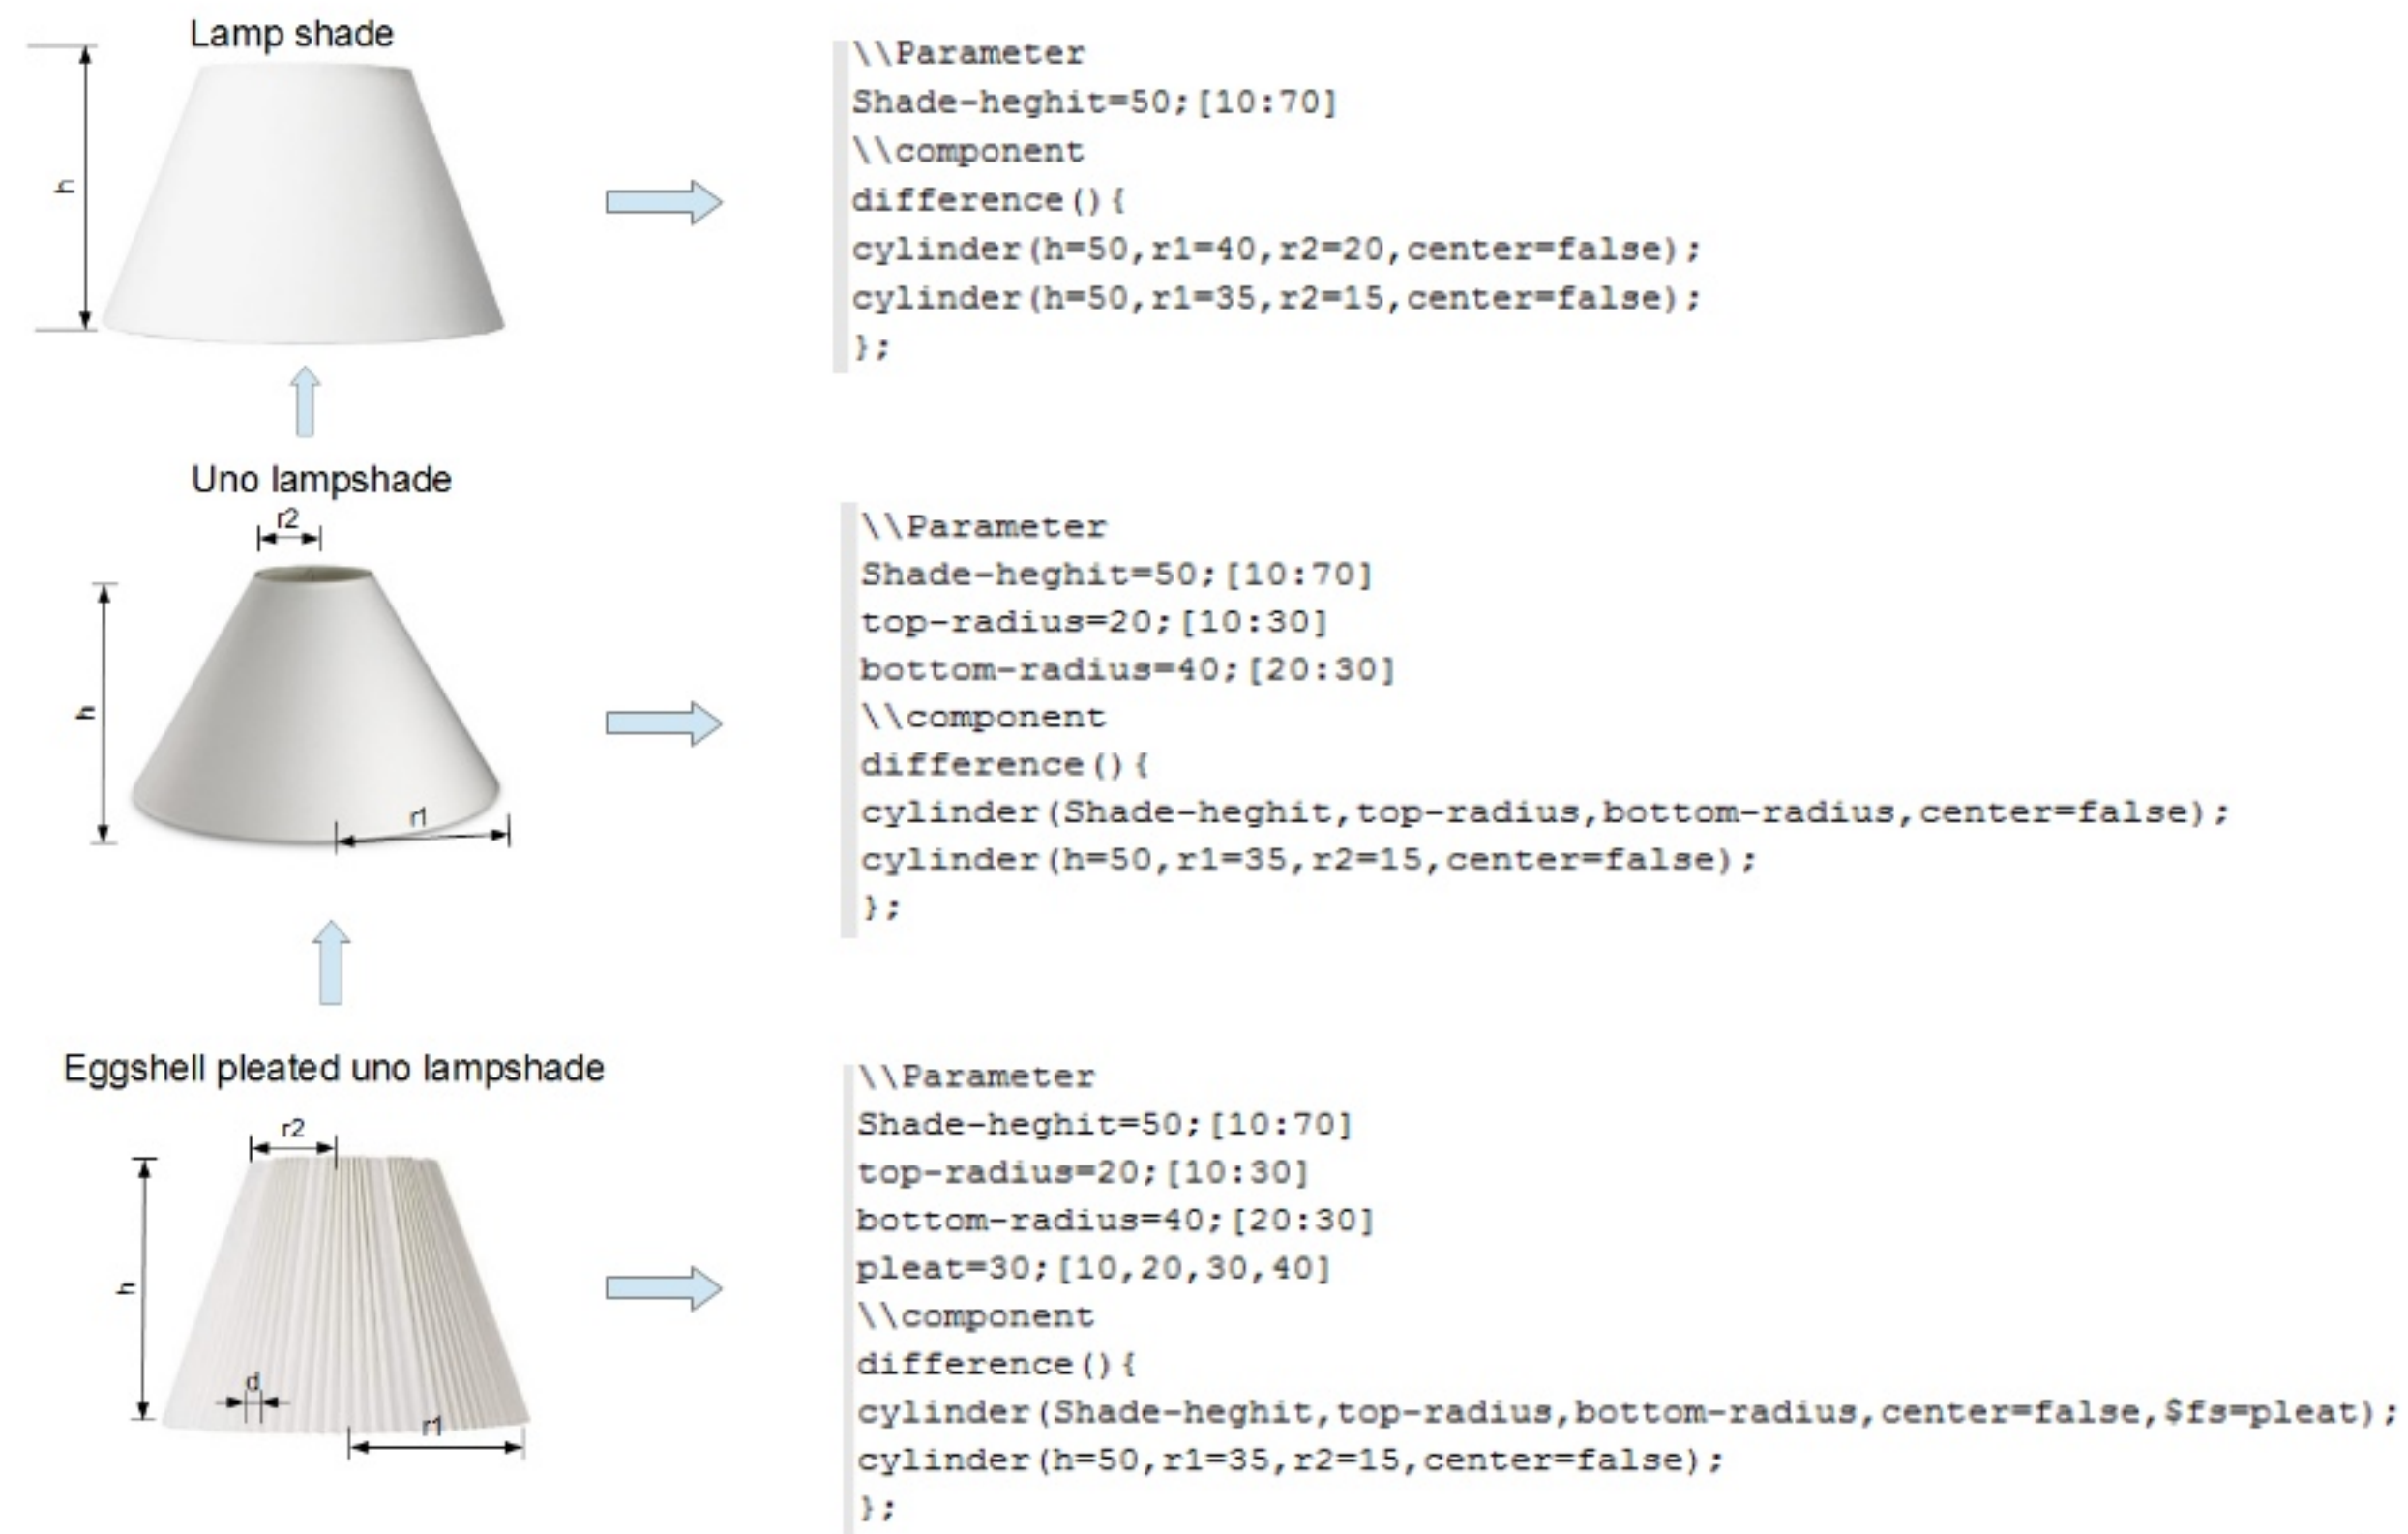 Lamp shade
h
\\Parameter
Shade-heghit=50;[10:70]
\\component
difference(){
cylinder(h=50,r1=40,r2=20,center=false);
cylinder(h=50,r1=35,r2=15,center=false);
};
Uno lampshade
r2
h
r1
\\Parameter
Shade-heghit=50;[10:70]
top-radius=20;[10:30]
bottom-radius=40;[20:30]
\\component
difference(){
cylinder(Shade-heghit,top-radius,bottom-radius,center=false);
cylinder(h=50,r1=35,r2=15,center=false);
};
Eggshell pleated uno lampshade
r2
h
d
r1
\\Parameter
Shade-heghit=50;[10:70]
top-radius=20;[10:30]
bottom-radius=40;[20:30]
pleat=30;[10,20,30,40]
\\component
difference(){
cylinder(Shade-heghit,top-radius,bottom-radius,center=false,$fs=pleat);
cylinder(h=50,r1=35,r2=15,center=false);
};